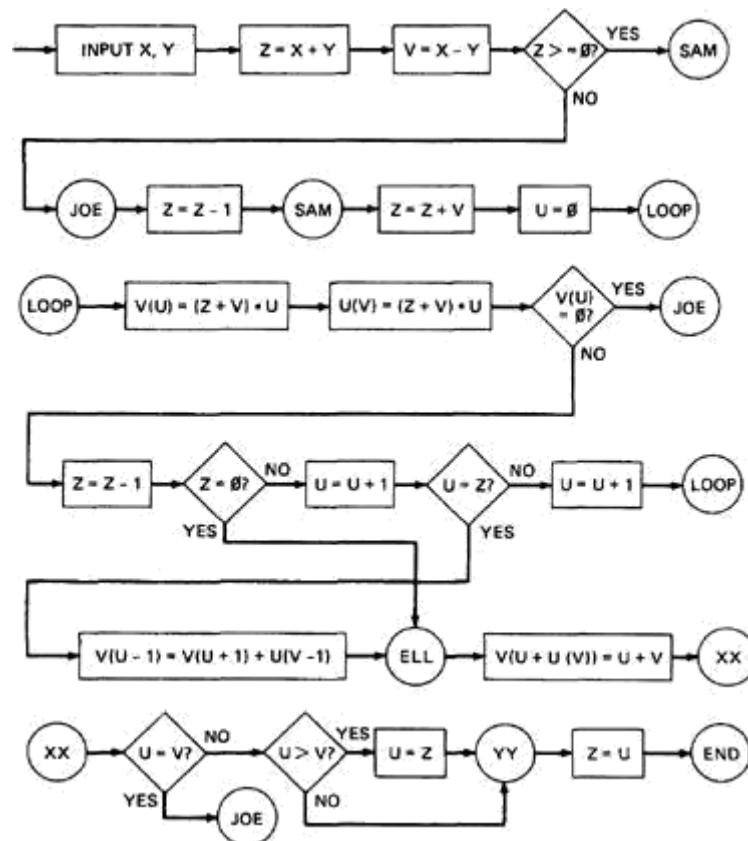 INPUT X, Y
Z = X + Y
V = X - Y
Z > = Ø?
YES
SAM
NO
JOE
Z = Z - 1
SAM
Z = Z + V
U = Ø
LOOP
LOOP
V(U) = (Z + V) * U
U(V) = (Z + V) * U
V(U)
= Ø?
YES
JOE
NO
Z = Z - 1
Z = Ø?
NO
U = U + 1
U = Z?
NO
U = U + 1
LOOP
YES
YES
V(U - 1) = V(U + 1) + U(V - 1)
ELL
V(U + U (V)) = U + V
XX
XX
U = V?
NO
U > V?
YES
U = Z
YY
Z = U
END
YES
NO
JOE